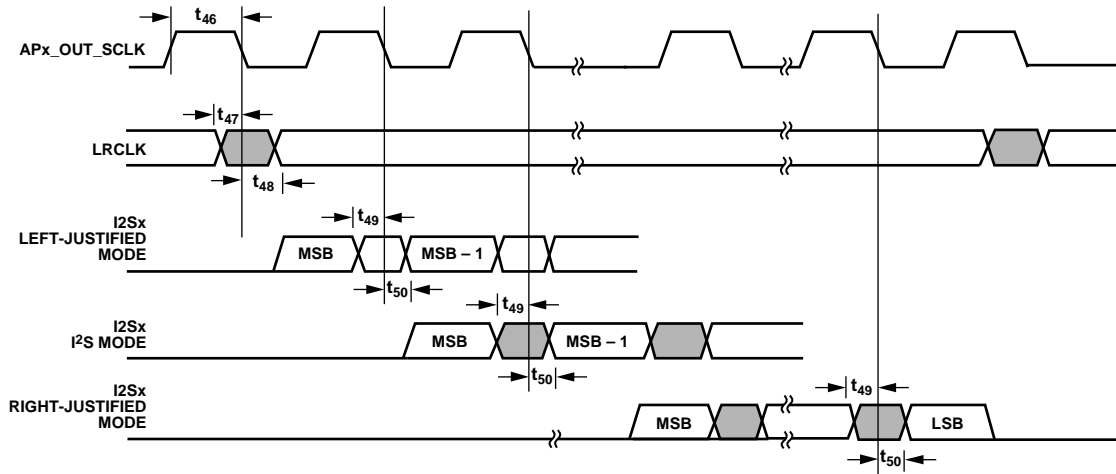 t46
APx_OUT_SCLK
t47
LRCLK
t48
I2Sx
LEFT-JUSTIFIED
MODE
t49
MSB
MSB – 1
t50
I2Sx
I²S MODE
t49
MSB
MSB – 1
t50
I2Sx
RIGHT-JUSTIFIED
MODE
t49
MSB
LSB
t50